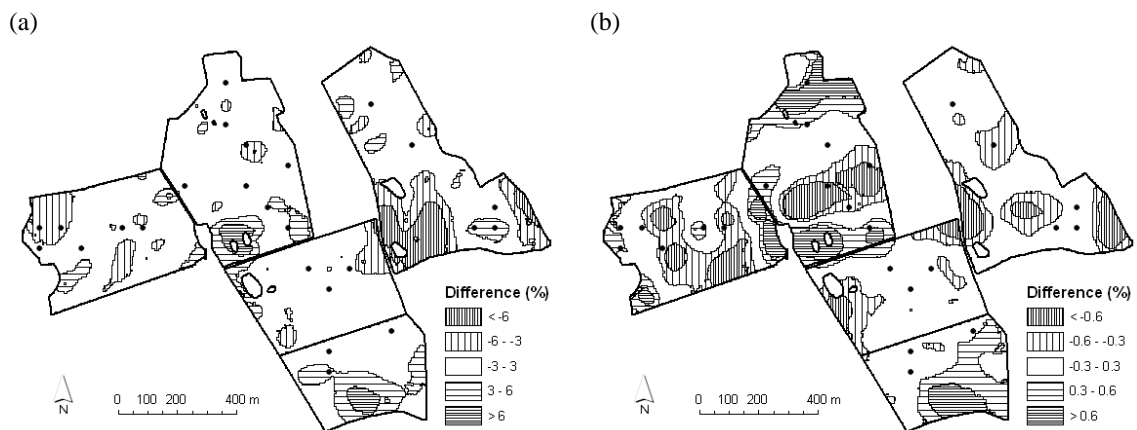 (a)
(b)
Difference (%)
< -6
-6 - -3
-3 - 3
3 - 6
> 6
N
0 100 200 400 m
Difference (%)
< -0.6
-0.6 - -0.3
-0.3 - 0.3
0.3 - 0.6
> 0.6
N
0 100 200 400 m